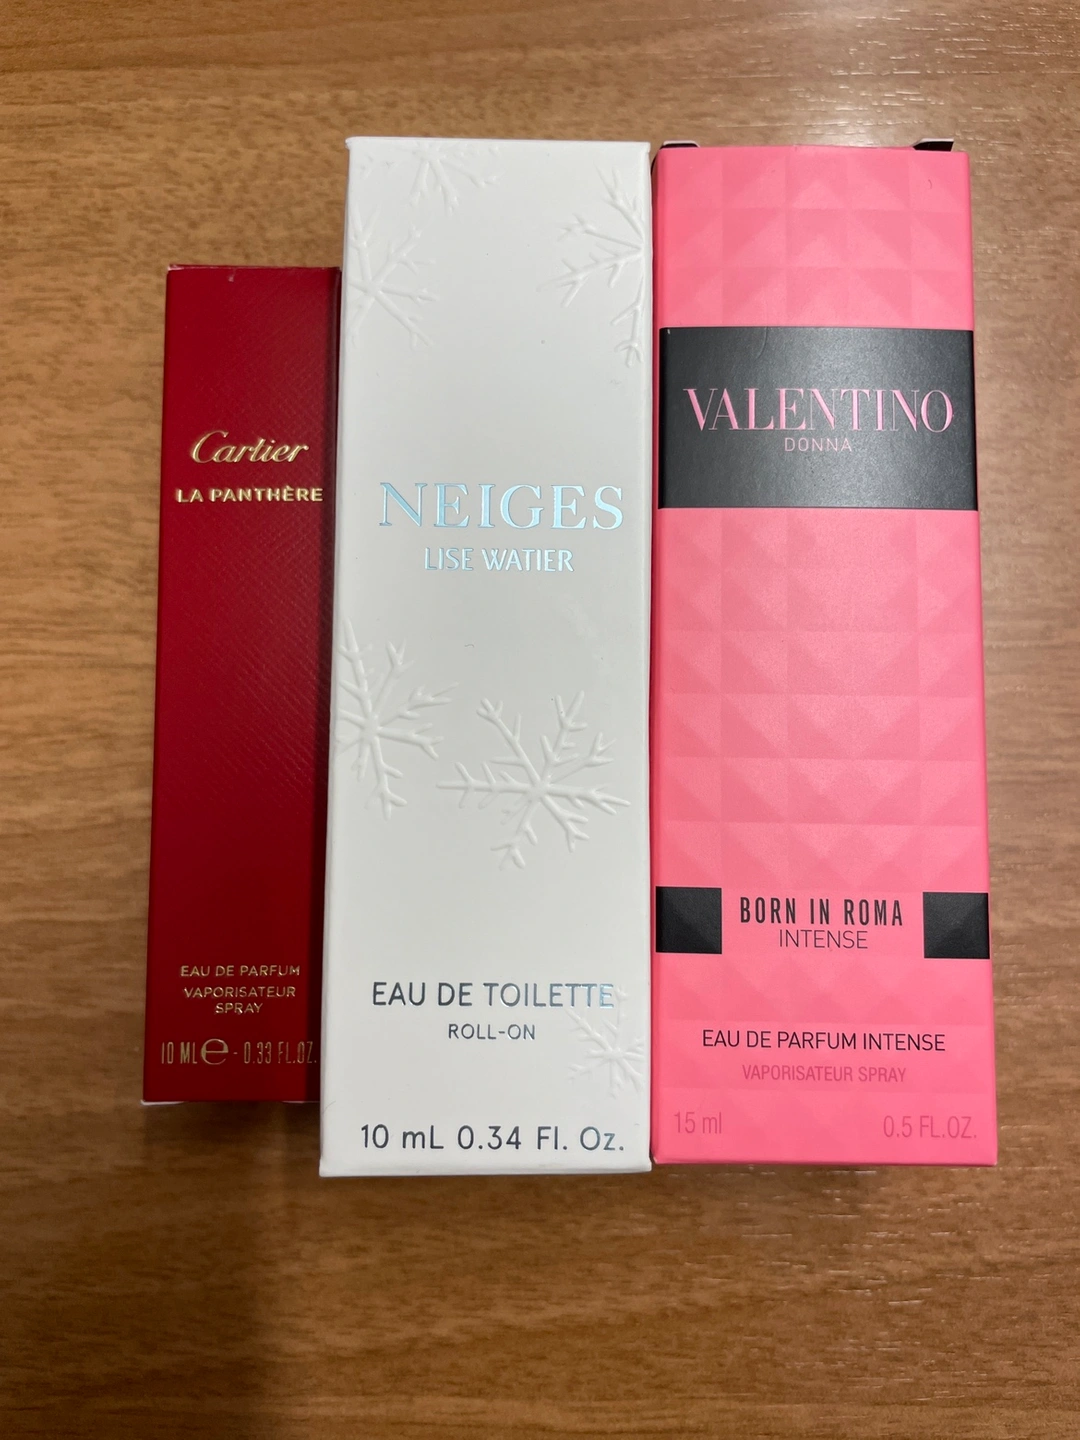 Cartier
LA PANTHÈRE
EAU DE PARFUM
VAPORISATEUR
SPRAY
10 ML e - 0.33 FL.OZ.
NEIGES
LISE WATIER
EAU DE TOILETTE
ROLL-ON
10 mL 0.34 Fl. Oz.
VALENTINO
DONNA
BORN IN ROMA
INTENSE
EAU DE PARFUM INTENSE
VAPORISATEUR SPRAY
15 ml 0.5 FL.OZ.